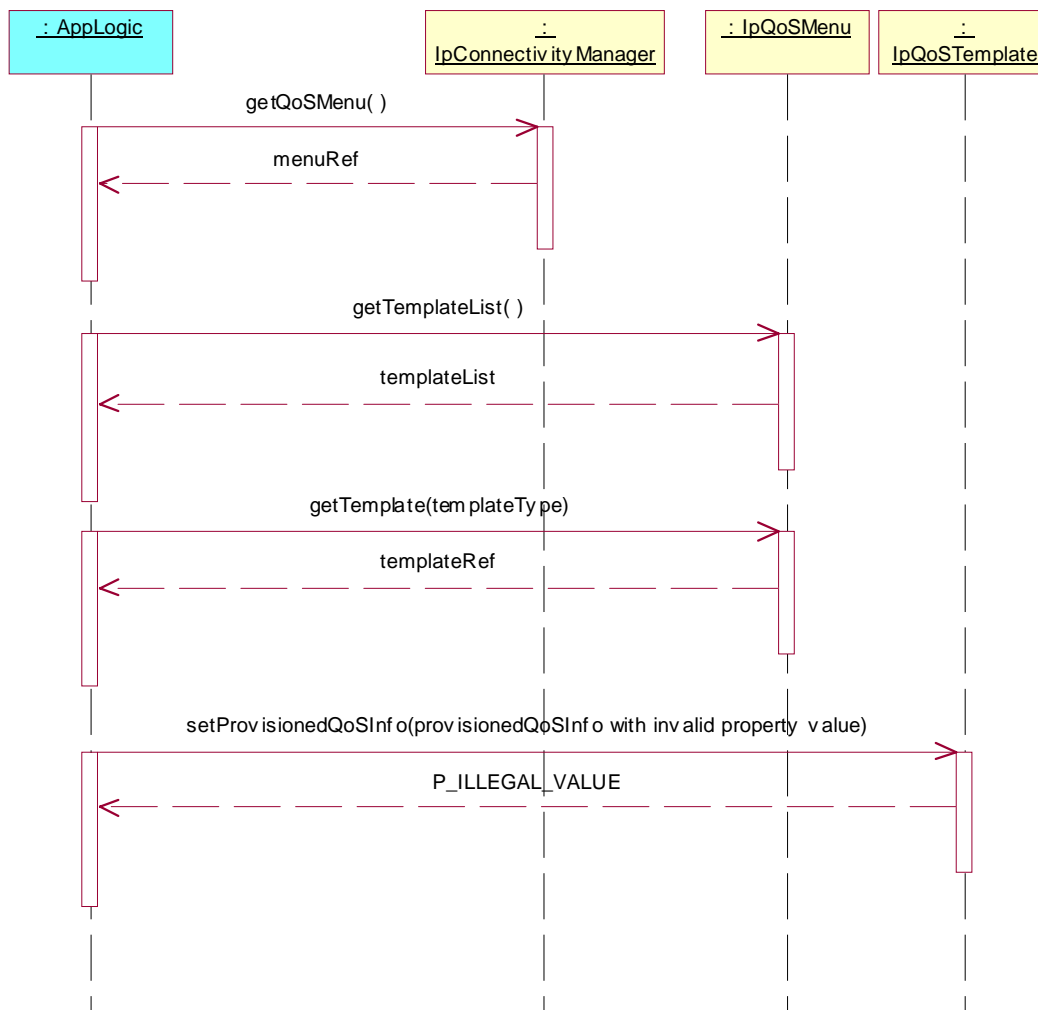 : AppLogic
:
IpConnectivityManager
: IpQoSMenu
:
IpQoSTemplate
getQoSMenu( )
menuRef
getTemplateList( )
templateList
getTemplate(templateType)
templateRef
setProvisionedQoSInfo(provisionedQoSInfo with invalid property value)
P_ILLEGAL_VALUE